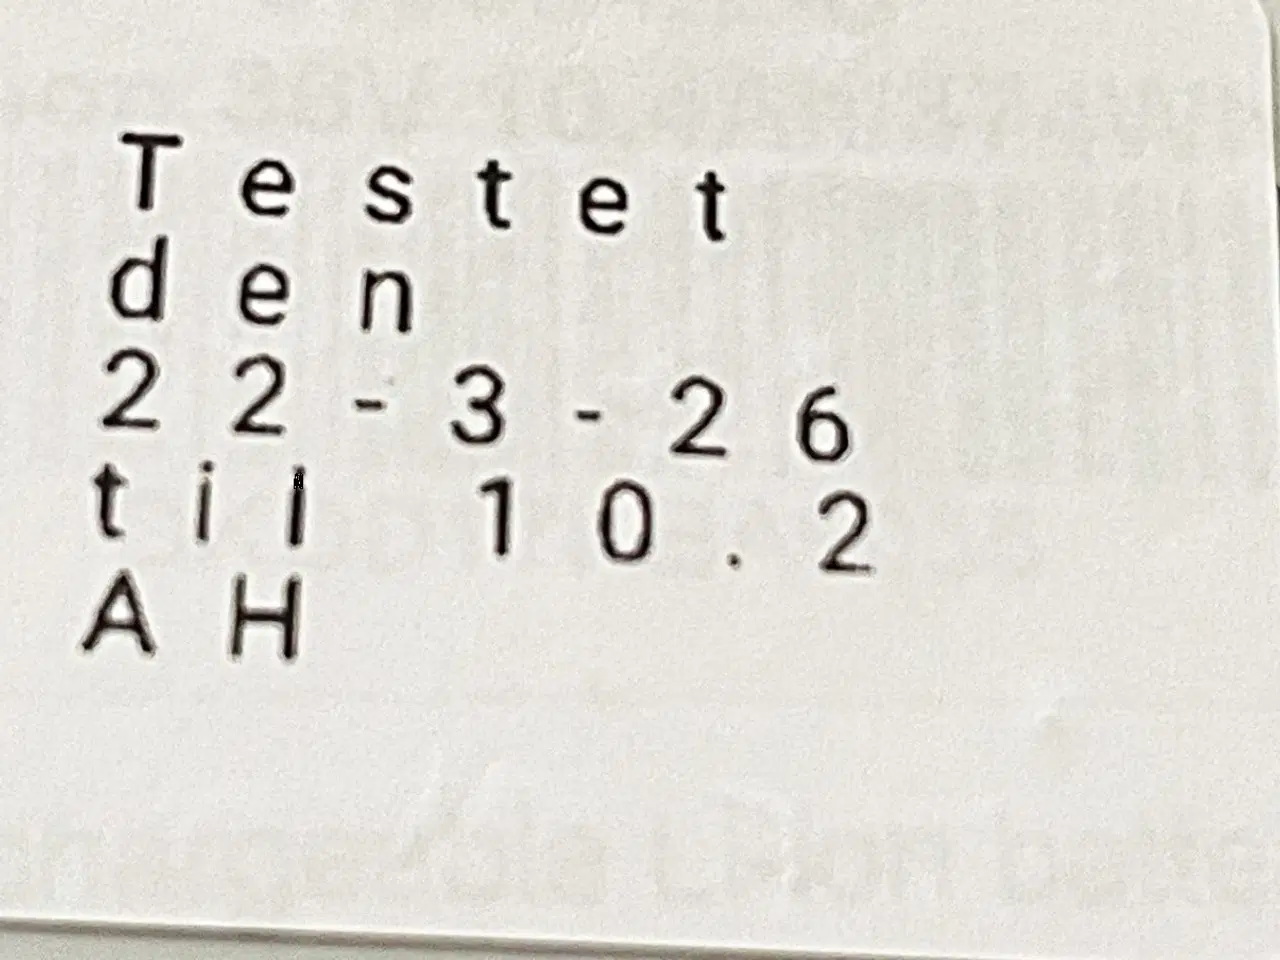 Testet
den
22-3-26
til 10.2
AH